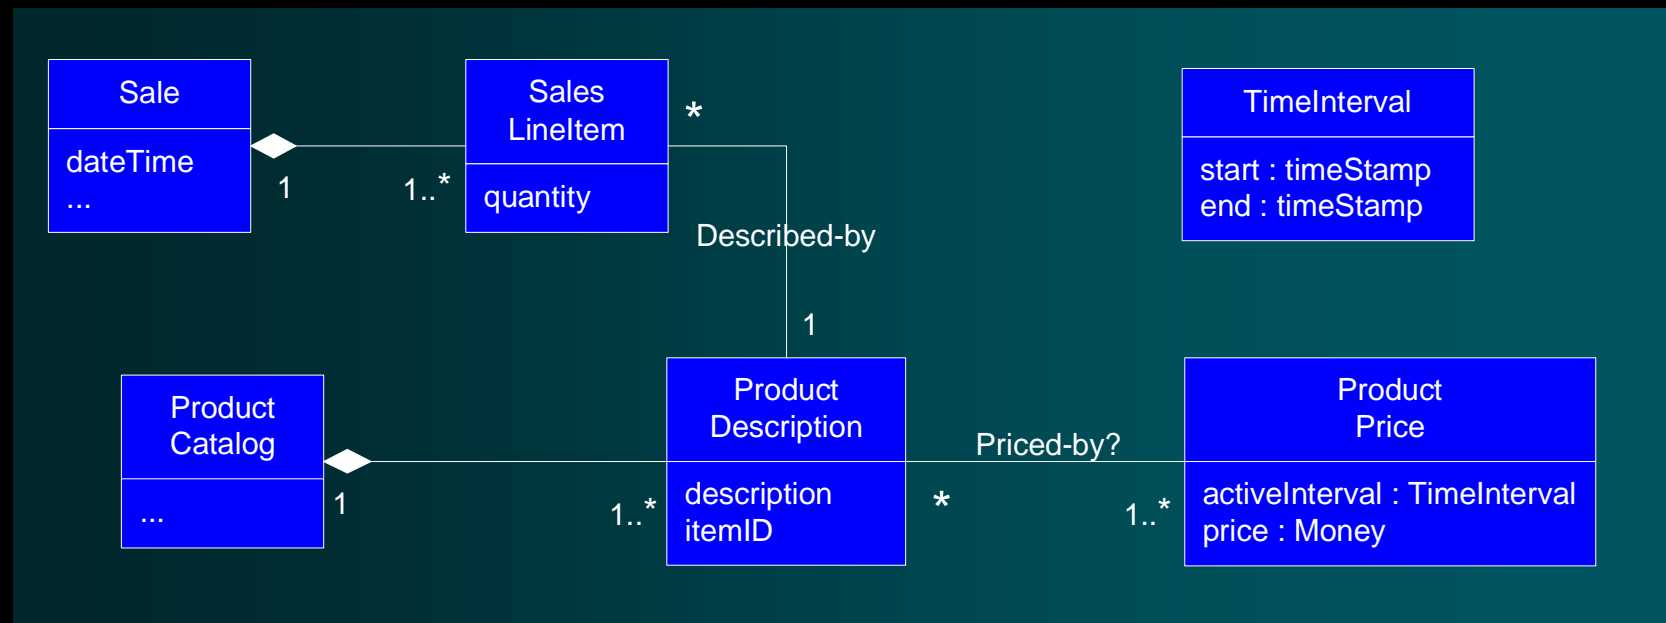 Sale
dateTime
...
1
1..*
Sales
LineItem
quantity
*
Described-by
1
TimeInterval
start : timeStamp
end : timeStamp
Product
Catalog
...
1
1..*
Product
Description
description
itemID
Priced-by?
*
1..*
Product
Price
activeInterval : TimeInterval
price : Money